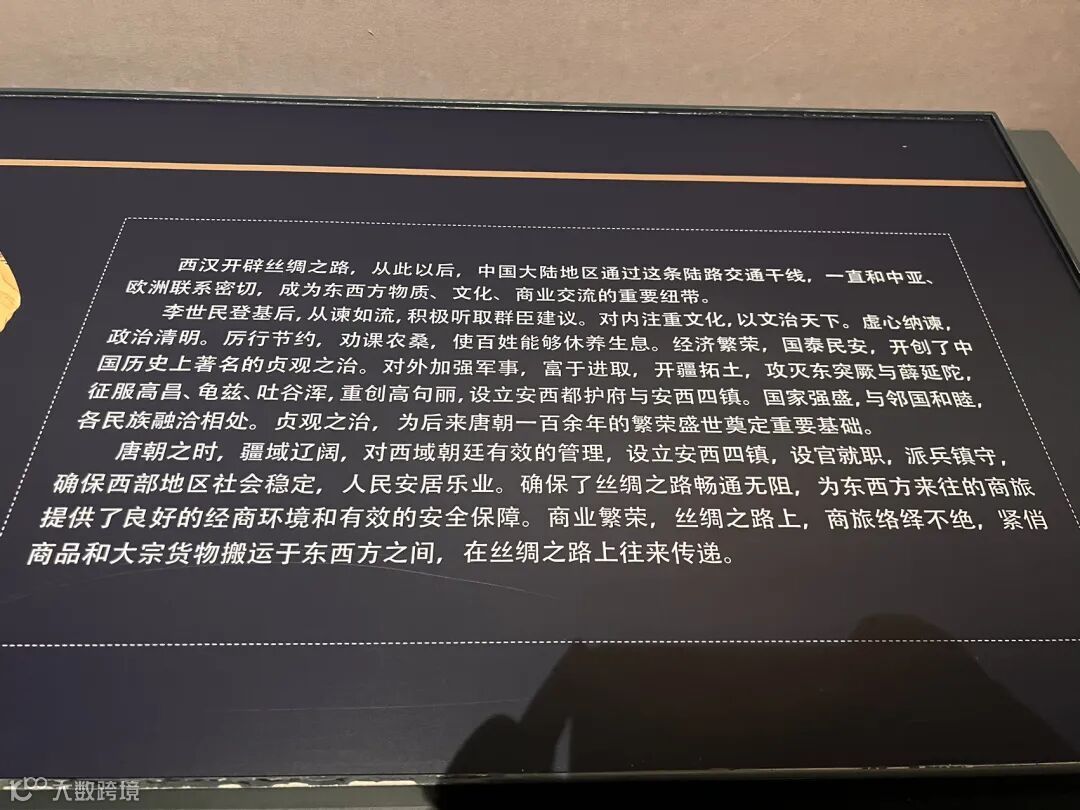 西汉开辟丝绸之路，从此以后，中国大陆地区通过这条陆路交通干线，一直和中亚、
欧洲联系密切，成为东西方物质、文化、商业交流的重要纽带。
李世民登基后，从谏如流，积极听取群臣建议。对内注重文化，以文治天下。虚心纳谏，
政治清明。厉行节约，劝课农桑，使百姓能够休养生息。经济繁荣，国泰民安，开创了中
国历史上著名的贞观之治。对外加强军事，富于进取，开疆拓土，攻灭东突厥与薛延陀，
征服高昌、龟兹、吐谷浑，重创高句丽，设立安西都护府与安西四镇。国家强盛，与邻国和睦，
各民族融洽相处。贞观之治，为后来唐朝一百余年的繁荣盛世奠定重要基础。
唐朝之时，疆域辽阔，对西域朝廷有效的管理，设立安西四镇，设官就职，派兵镇守，
确保西部地区社会稳定，人民安居乐业。确保了丝绸之路畅通无阻，为东西方来往的商旅
提供了良好的经商环境和有效的安全保障。商业繁荣，丝绸之路上，商旅络绎不绝，紧俏
商品和大宗货物搬运于东西方之间，在丝绸之路上往来传递。
大数跨境